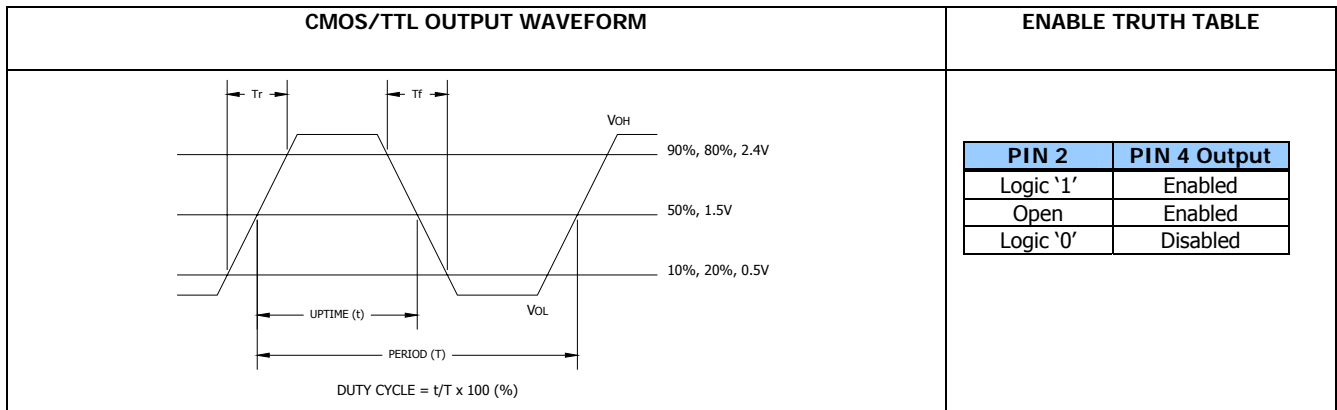 CMOS/TTL OUTPUT WAVEFORM
ENABLE TRUTH TABLE
Tr
Tf
VOH
90%, 80%, 2.4V
50%, 1.5V
10%, 20%, 0.5V
UPTIME (t)
VOL
PERIOD (T)
DUTY CYCLE = t/T x 100 (%)
PIN 2 PIN 4 Output
Logic ‘1’ Enabled
Open Enabled
Logic ‘0’ Disabled